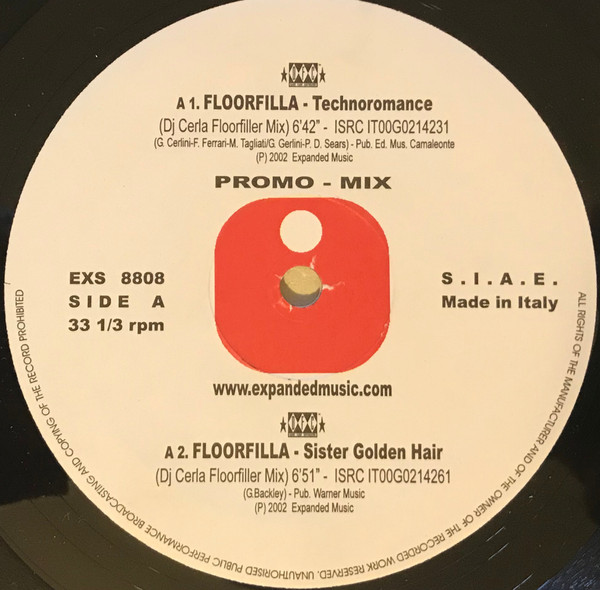 A 1. FLOORFILLA - Technoromance
(Dj Cerla Floorfiller Mix) 6'42" - ISRC IT00G0214231
(G. Cerlini-F. Ferrari-M. Tagliati/G. Gerlini-P. D. Sears) - Pub. Ed. Mus. Camaleonte
(P) 2002 Expanded Music
PROMO - MIX
EXS 8808
SIDE A
33 1/3 rpm
S.I.A.E.
Made in Italy
www.expandedmusic.com
A 2. FLOORFILLA - Sister Golden Hair
(Dj Cerla Floorfiller Mix) 6'51" - ISRC IT00G0214261
(G.Backley) - Pub. Warner Music
(P) 2002 Expanded Music
ALL RIGHTS OF THE MANUFACTURER AND OF THE OWNER OF THE RECORDED WORK RESERVED. UNAUTHORISED PUBLIC PERFORMANCE BROADCASTING AND COPYING OF THE RECORD PROHIBITED